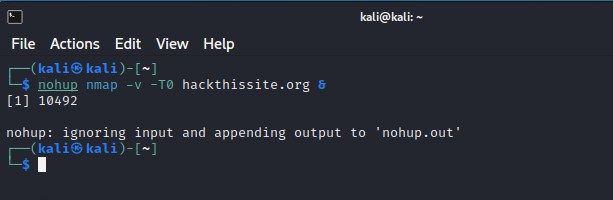 kali@kali: ~
File Actions Edit View Help
┌──(kali㉿kali)-[~]
└─$ nohup nmap -v -T0 hackthissite.org &
[1] 10492
nohup: ignoring input and appending output to 'nohup.out'
┌──(kali㉿kali)-[~]
└─$